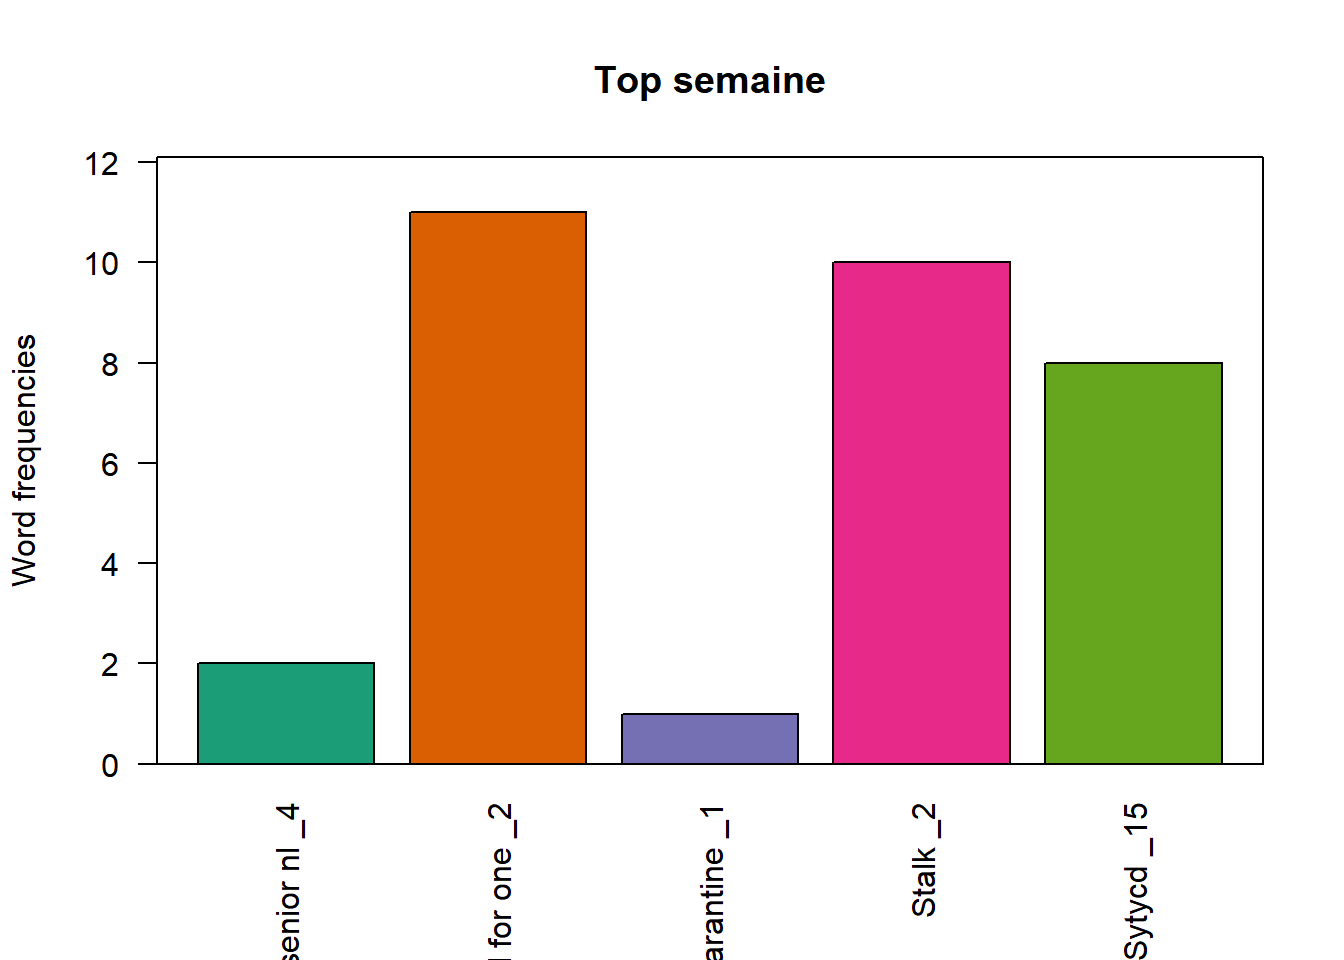 Top semaine
Word frequencies
12
10
8
6
4
2
0
senior nl _4
for one _2
arantine _1
Stalk _2
Sytycd _15